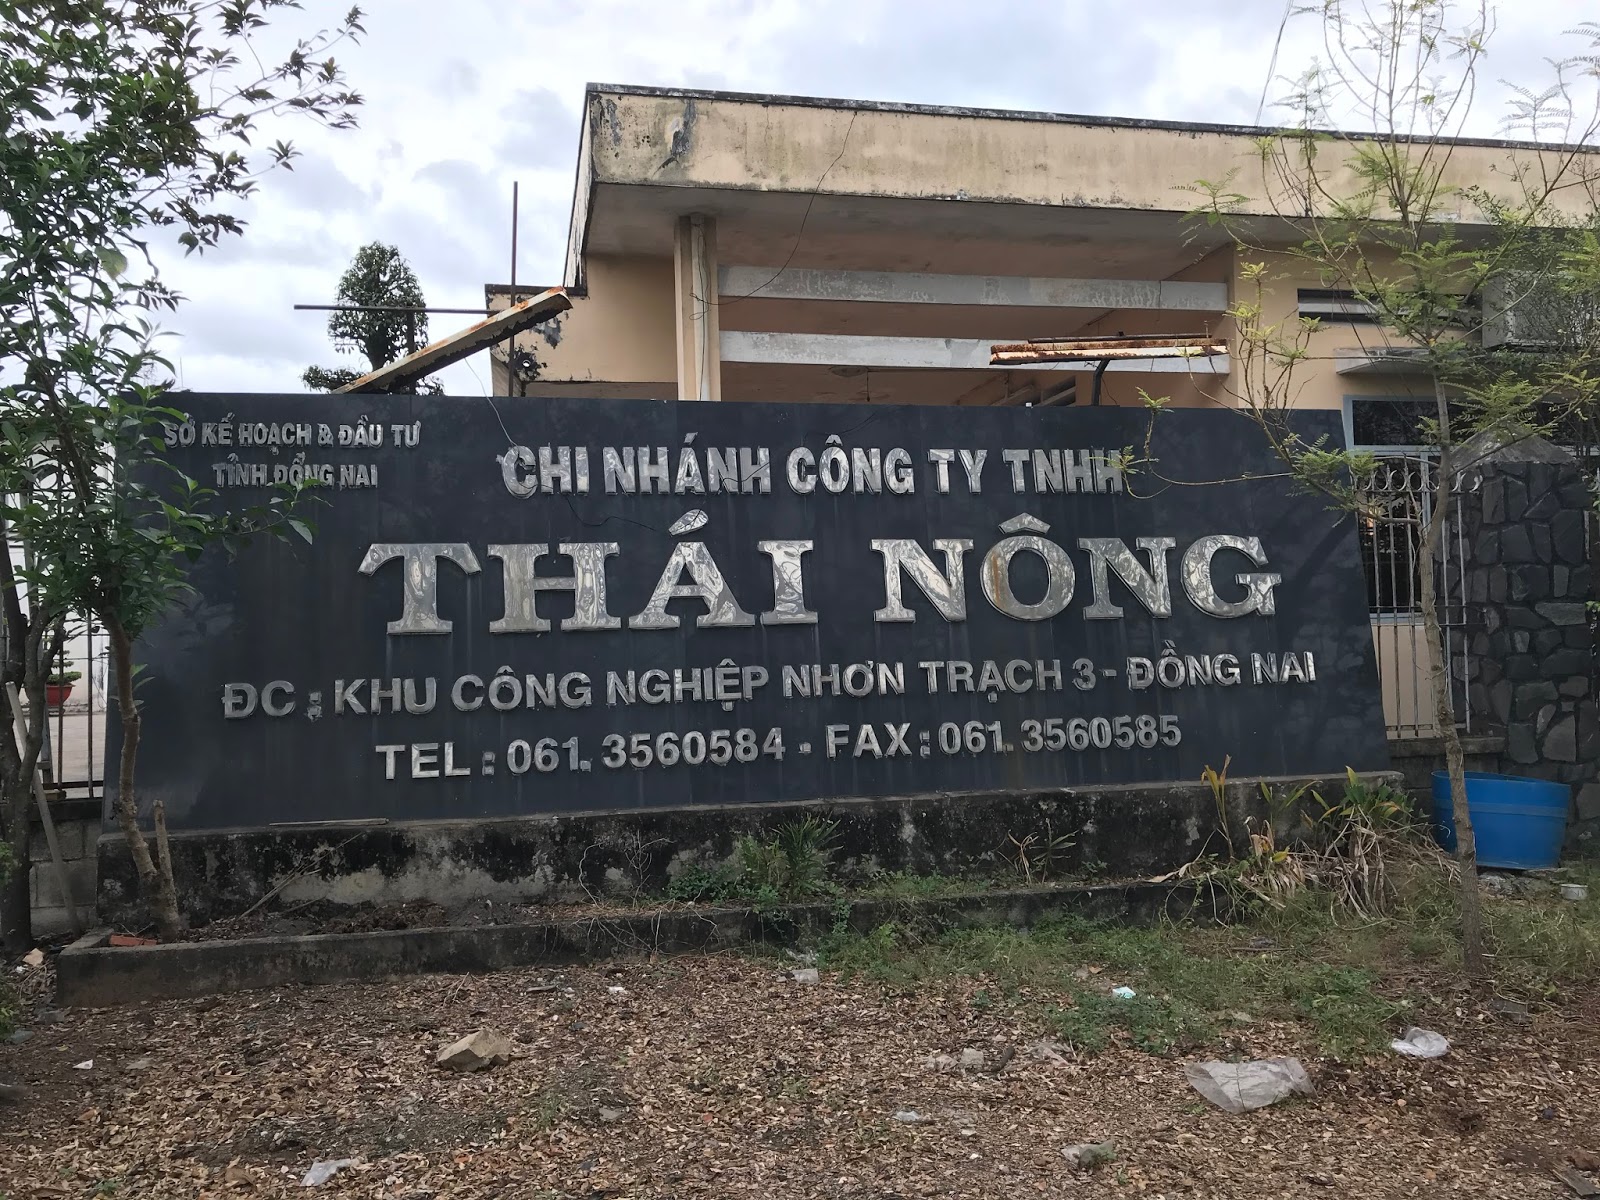 SỞ KẾ HOẠCH & ĐẦU TƯ
TỈNH ĐỒNG NAI
CHI NHÁNH CÔNG TY TNHH
THÁI NÔNG
ĐC : KHU CÔNG NGHIỆP NHƠN TRẠCH 3 - ĐỒNG NAI
TEL : 061. 3560584 - FAX : 061. 3560585